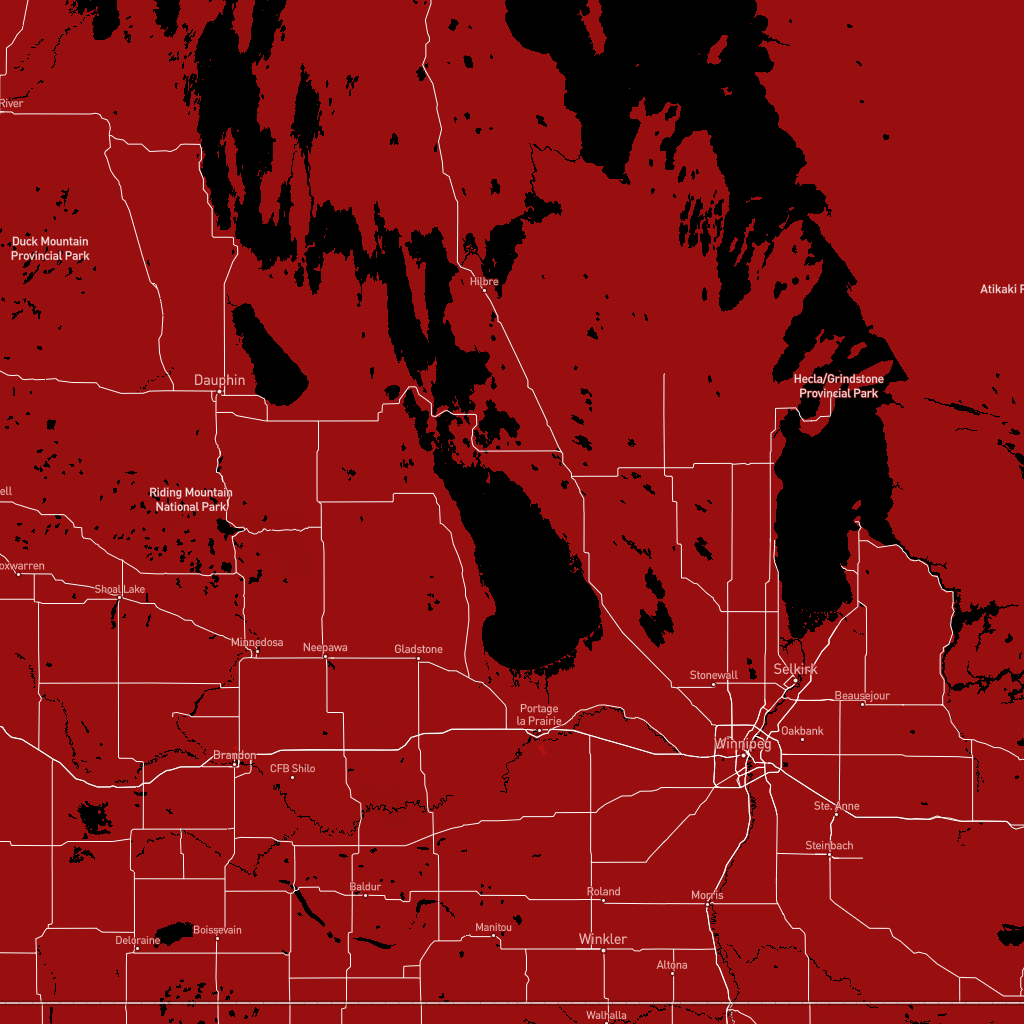 River
Duck Mountain
Provincial Park
Hilbre
Atikaki P
Dauphin
Hecla/Grindstone
Provincial Park
ell
Riding Mountain
National Park
oxwarren
Shoal Lake
Minnedosa
Neepawa
Gladstone
Selkirk
Stonewall
Beausejour
Portage
la Prairie
Oakbank
Winnipeg
Brandon
CFB Shilo
Ste. Anne
Steinbach
Baldur
Roland
Morris
Manitou
Boissevain
Deloraine
Winkler
Altona
Walhalla